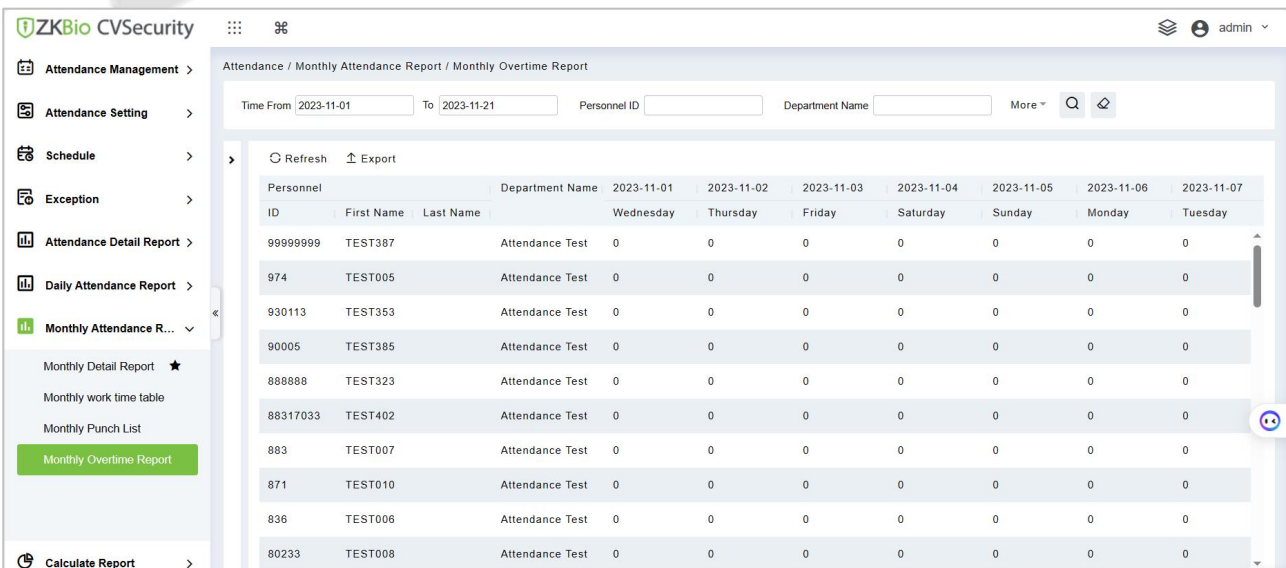 ZKBio CVSecurity
admin
Attendance Management
Attendance Setting
Schedule
Exception
Attendance Detail Report
Daily Attendance Report
Monthly Attendance R...
Monthly Detail Report
Monthly work time table
Monthly Punch List
Monthly Overtime Report
Calculate Report
Attendance / Monthly Attendance Report / Monthly Overtime Report
Time From 2023-11-01 To 2023-11-21 Personnel ID Department Name More
Refresh Export
Personnel Department Name 2023-11-01 2023-11-02 2023-11-03 2023-11-04 2023-11-05 2023-11-06 2023-11-07
ID First Name Last Name Wednesday Thursday Friday Saturday Sunday Monday Tuesday
99999999 TEST387 Attendance Test 0 0 0 0 0 0 0
974 TEST005 Attendance Test 0 0 0 0 0 0 0
930113 TEST353 Attendance Test 0 0 0 0 0 0 0
90005 TEST385 Attendance Test 0 0 0 0 0 0 0
888888 TEST323 Attendance Test 0 0 0 0 0 0 0
88317033 TEST402 Attendance Test 0 0 0 0 0 0 0
883 TEST007 Attendance Test 0 0 0 0 0 0 0
871 TEST010 Attendance Test 0 0 0 0 0 0 0
836 TEST006 Attendance Test 0 0 0 0 0 0 0
80233 TEST008 Attendance Test 0 0 0 0 0 0 0